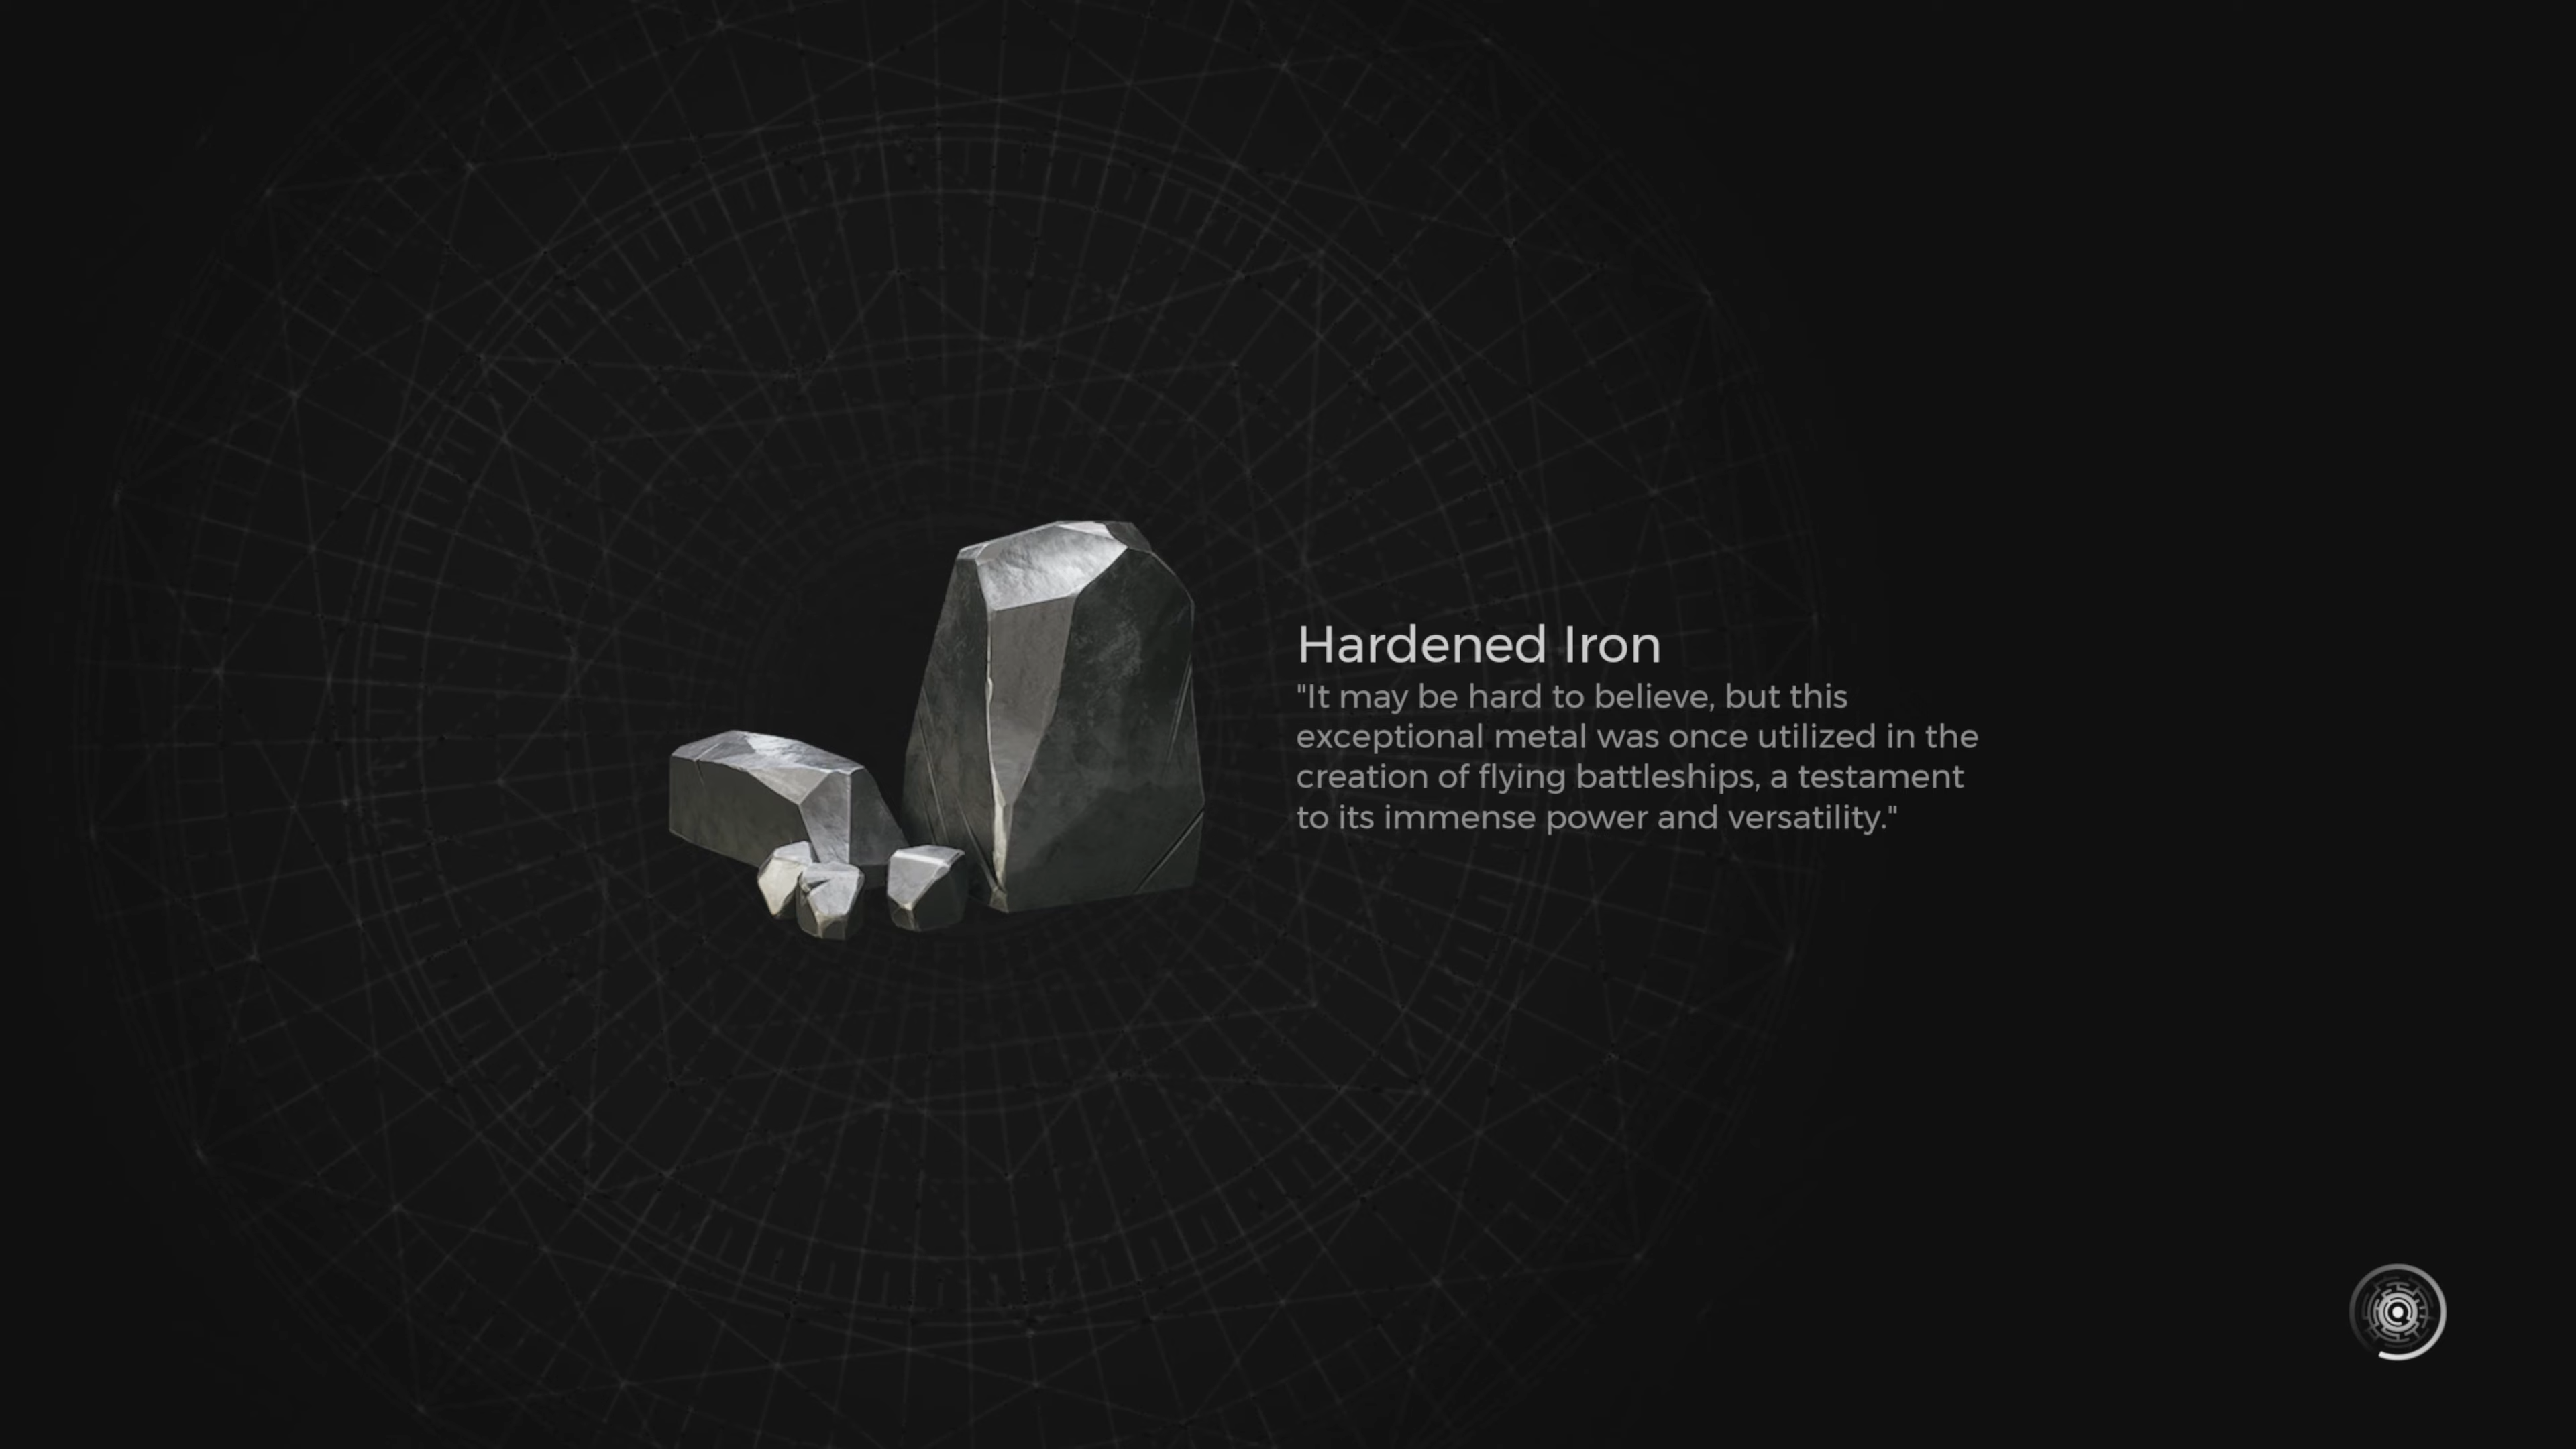 Hardened Iron
"It may be hard to believe, but this
exceptional metal was once utilized in the
creation of flying battleships, a testament
to its immense power and versatility."